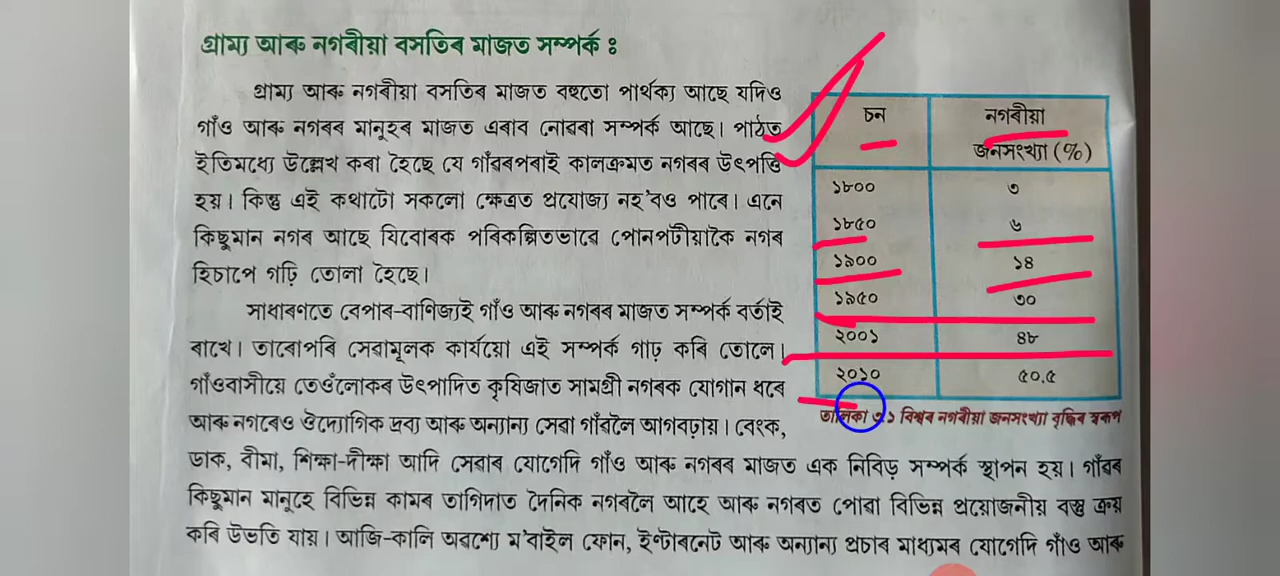 গ্ৰাম্য আৰু নগৰীয়া বসতিৰ মাজত সম্পৰ্ক :
গ্ৰাম্য আৰু নগৰীয়া বসতিৰ মাজত বহুতো পাৰ্থক্য আছে যদিও
গাঁও আৰু নগৰৰ মানুহৰ মাজত এৰাব নোৱৰা সম্পৰ্ক আছে। পাঠত
ইতিমধ্যে উল্লেখ কৰা হৈছে যে গাঁৱৰপৰাই কালক্ৰমত নগৰৰ উৎপত্তি
হয়। কিন্তু এই কথাটো সকলো ক্ষেত্ৰত প্ৰযোজ্য নহ'বও পাৰে। এনে
কিছুমান নগৰ আছে যিবোৰক পৰিকল্পিতভাৱে পোনপটীয়াকৈ নগৰ
হিচাপে গঢ়ি তোলা হৈছে।
সাধাৰণতে বেপাৰ-বাণিজ্যই গাঁও আৰু নগৰৰ মাজত সম্পৰ্ক বৰ্তাই
ৰাখে। তাৰোপৰি সেৱামূলক কাৰ্যয়ো এই সম্পৰ্ক গাঢ় কৰি তোলে।
গাঁওবাসীয়ে তেওঁলোকৰ উৎপাদিত কৃষিজাত সামগ্ৰী নগৰক যোগান ধৰে
আৰু নগৰেও ঔদ্যোগিক দ্ৰব্য আৰু অন্যান্য সেৱা গাঁৱলৈ আগবঢ়ায়। বেংক,
ডাক, বীমা, শিক্ষা-দীক্ষা আদি সেৱাৰ যোগেদি গাঁও আৰু নগৰৰ মাজত এক নিবিড় সম্পৰ্ক স্থাপন হয়। গাঁৱৰ
কিছুমান মানুহে বিভিন্ন কামৰ তাগিদাত দৈনিক নগৰলৈ আহে আৰু নগৰত পোৱা বিভিন্ন প্ৰয়োজনীয় বস্তু ক্ৰয়
কৰি উভতি যায়। আজি-কালি অৱশ্যে ম'বাইল ফোন, ইণ্টাৰনেট আৰু অন্যান্য প্ৰচাৰ মাধ্যমৰ যোগেদি গাঁও আৰু
চন নগৰীয়া
জনসংখ্যা (%)
১৮০০ ৩
১৮৫০ ৬
১৯০০ ১৪
১৯৫০ ৩০
২০০১ ৪৮
২০১০ ৫০.৫
তালিকা ৩.১ বিশ্বৰ নগৰীয়া জনসংখ্যা বৃদ্ধিৰ স্বৰূপ